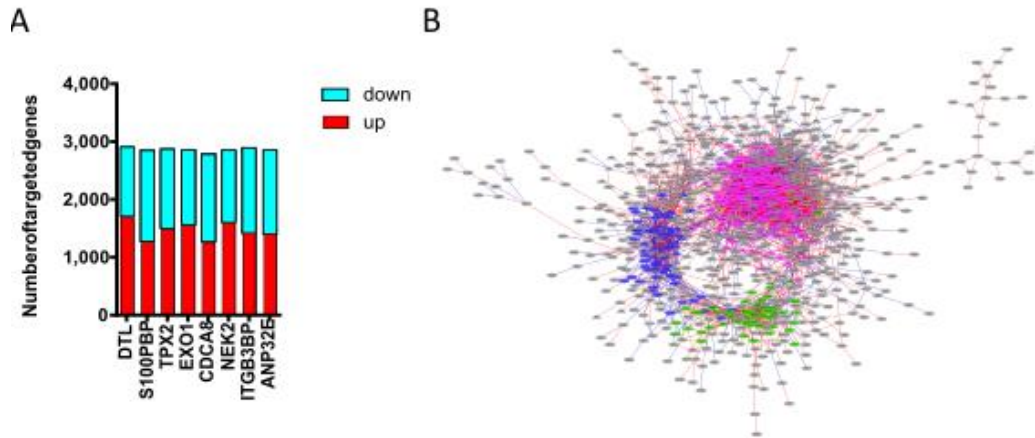 A
B
4,000
3,000
2,000
1,000
0
Numberoftargetedgenes
down
up
DTL
S100PBP
TPX2
EXO1
CDCA8
NEK2
ITGB3BP
ANP32E